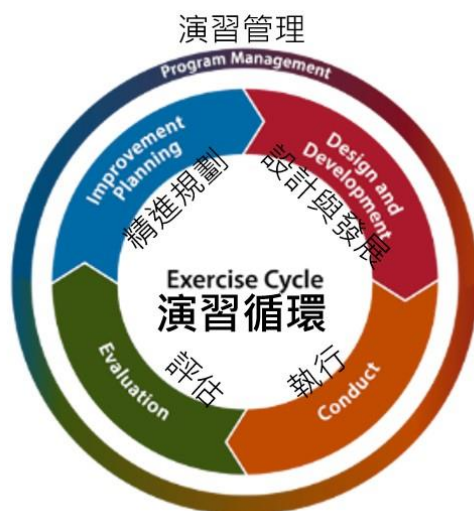 演習管理
Program Management
Improvement
Planning
精進規劃
Design and
Development
設計與發展
Exercise Cycle
演習循環
Evaluation
評估
Conduct
執行